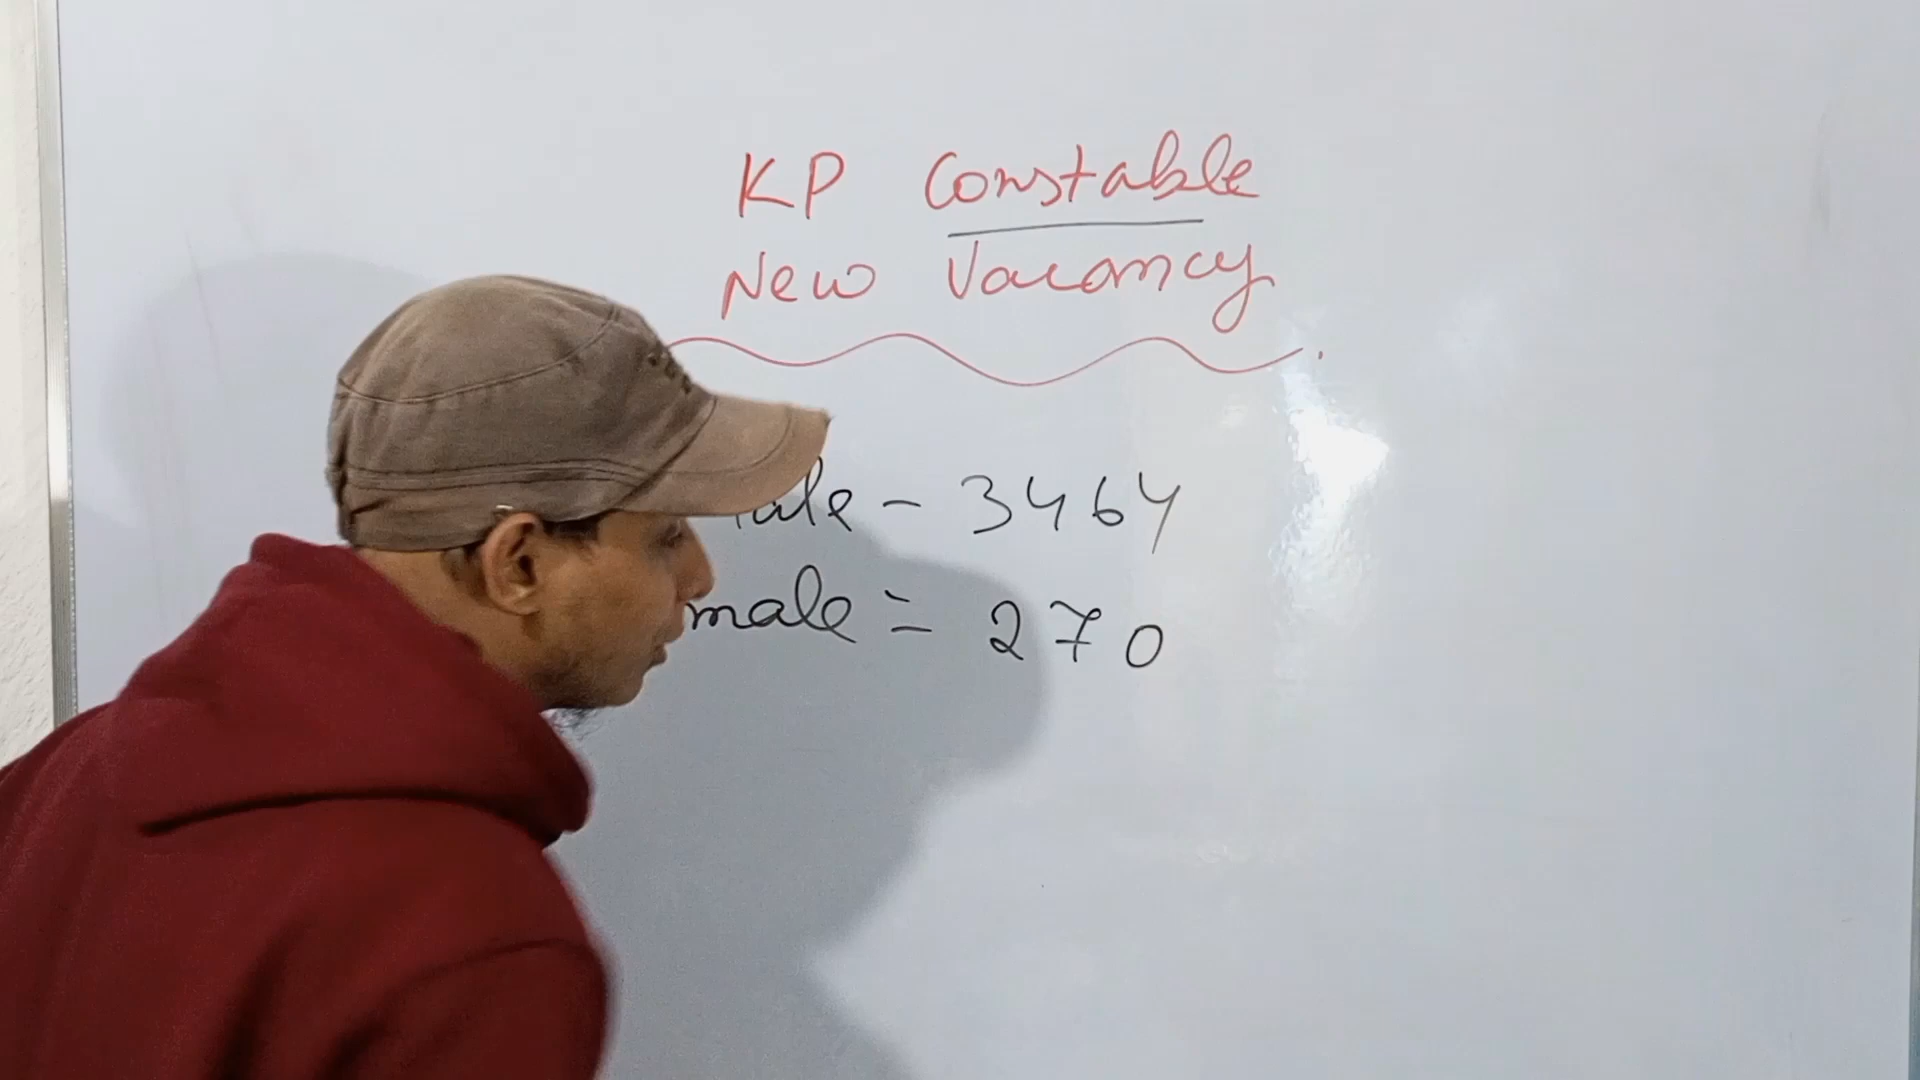 KP Constable
New Vacancy
ale - 3464
male = 270